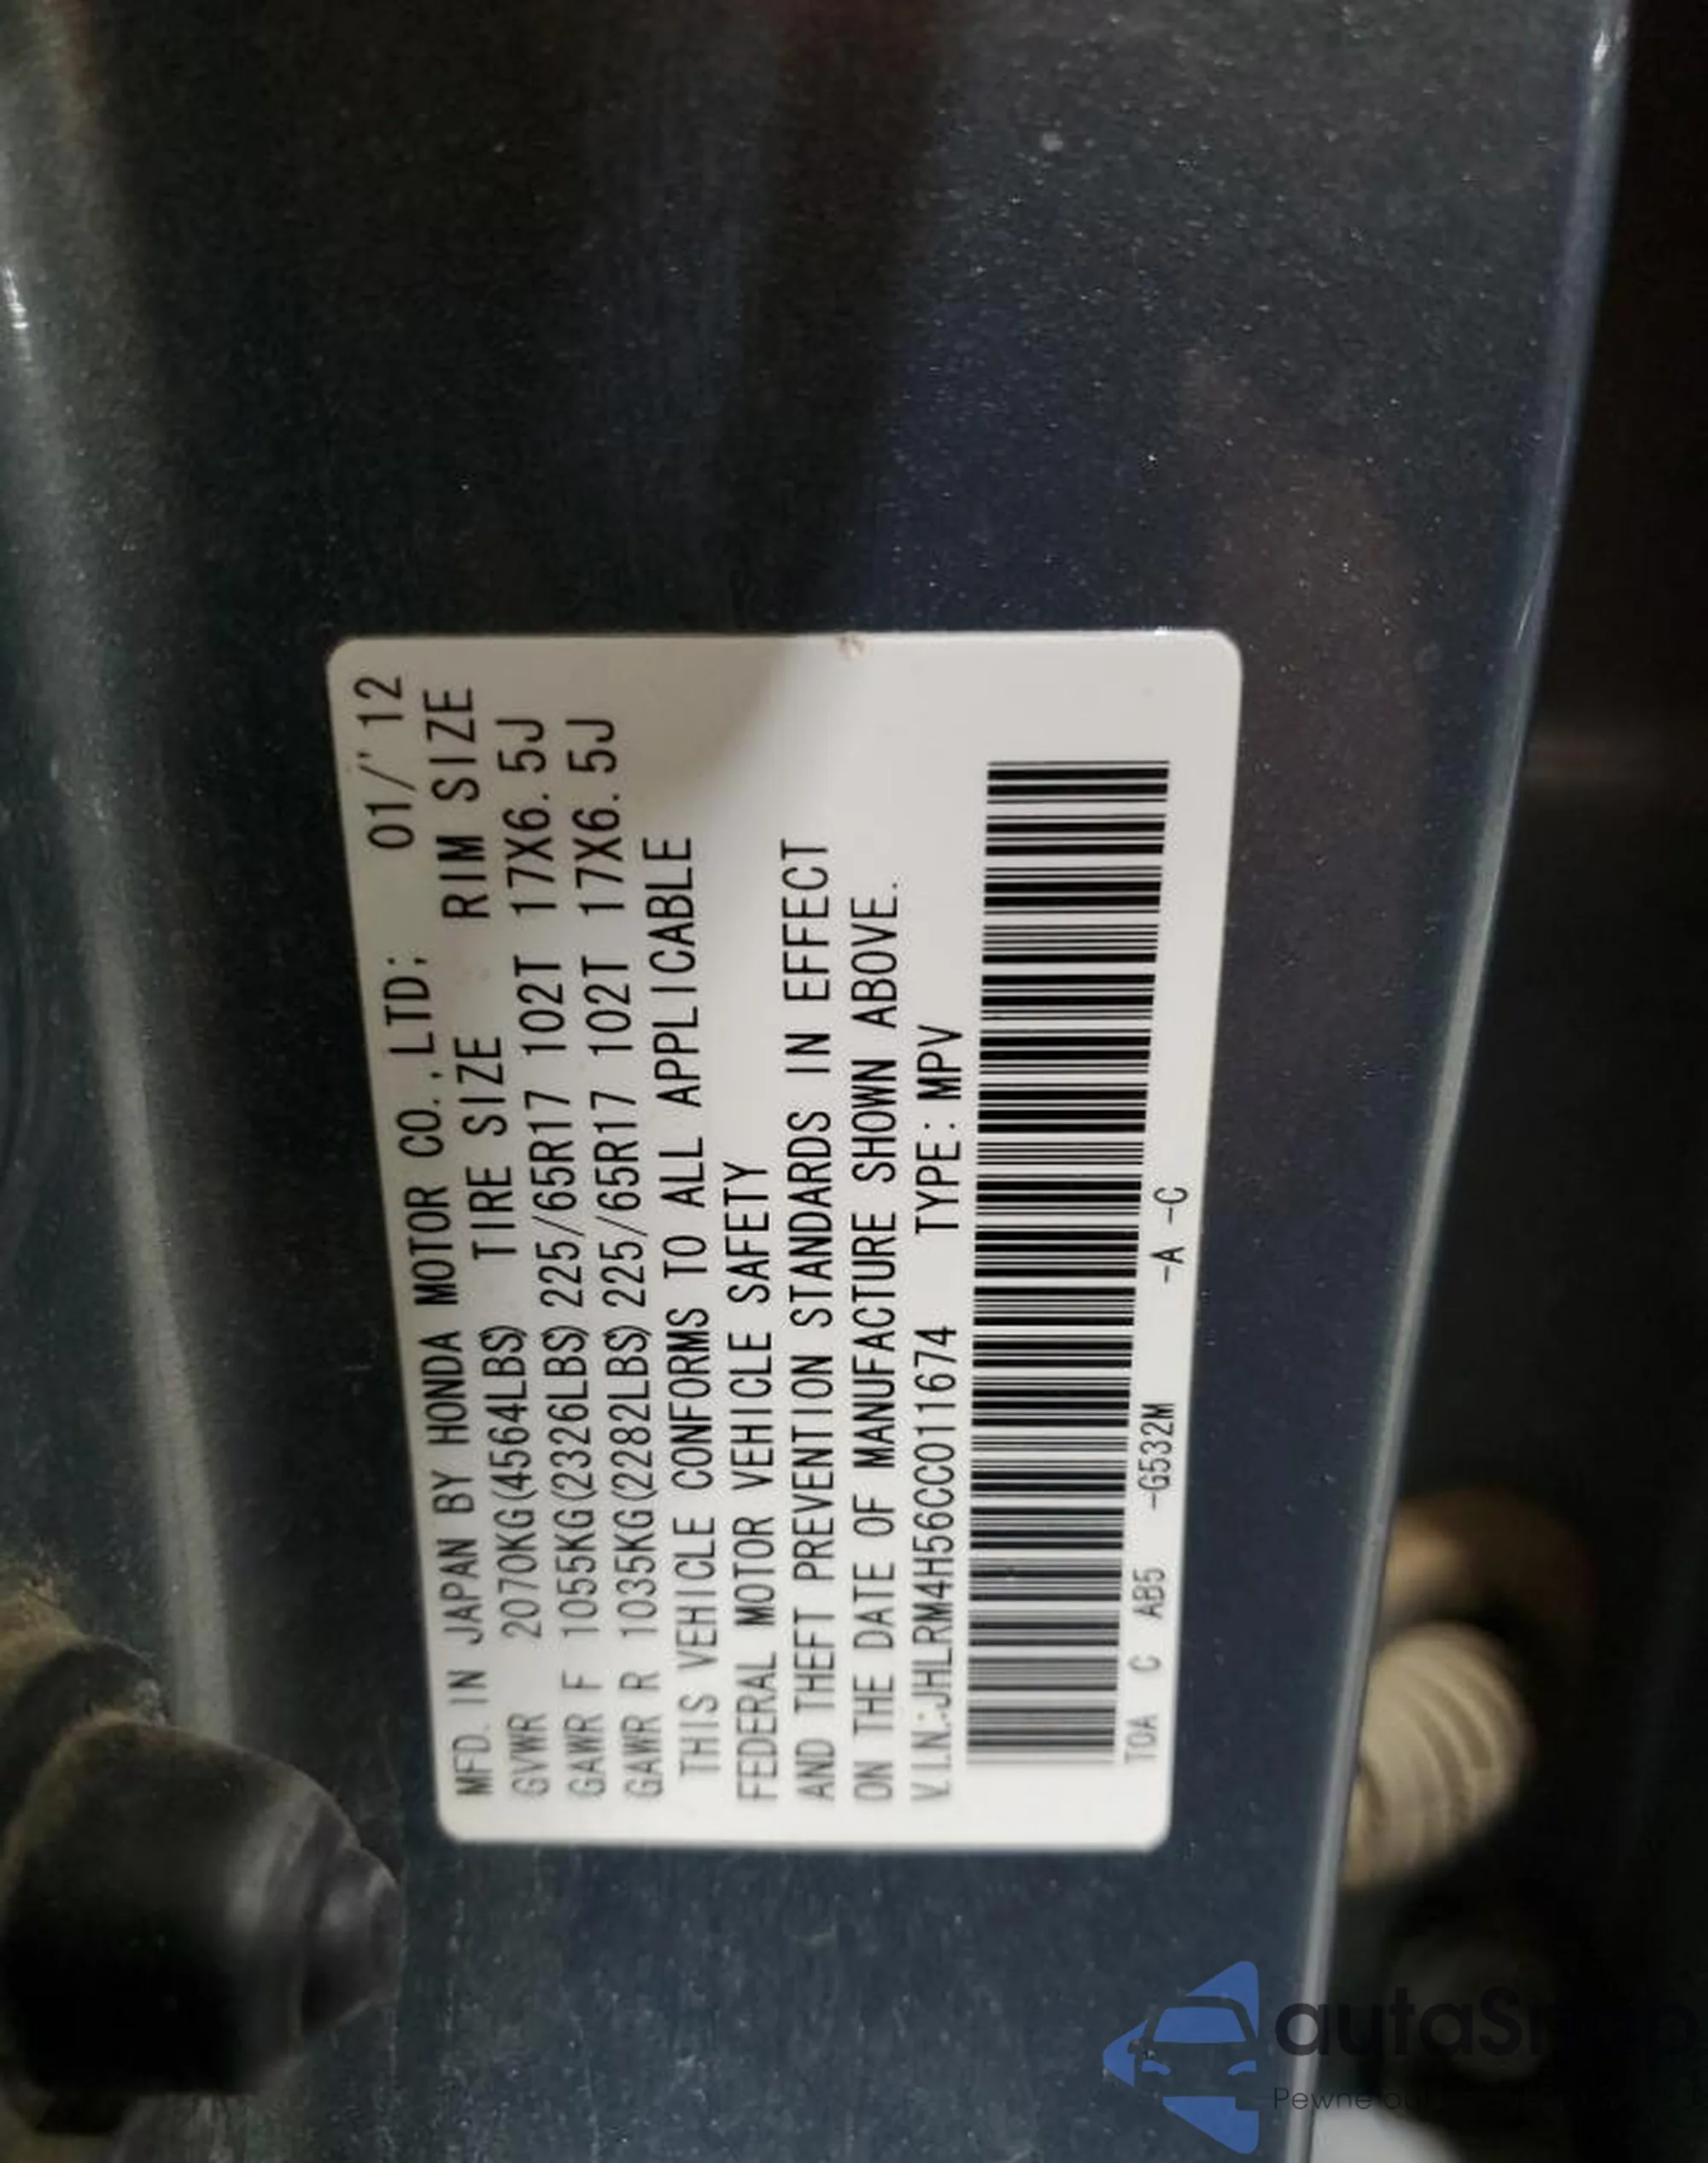 MFD. IN JAPAN BY HONDA MOTOR CO.,LTD; 01/'12
GVWR 2070KG(4564LBS) TIRE SIZE RIM SIZE
GAWR F 1055KG(2326LBS) 225/65R17 102T 17X6.5J
GAWR R 1035KG(2282LBS) 225/65R17 102T 17X6.5J
THIS VEHICLE CONFORMS TO ALL APPLICABLE
FEDERAL MOTOR VEHICLE SAFETY
AND THEFT PREVENTION STANDARDS IN EFFECT
ON THE DATE OF MANUFACTURE SHOWN ABOVE.
V.I.N.:JHLRM4H56CC011674 TYPE:MPV
TOA C AB5 -G532M -A -C
Pewne